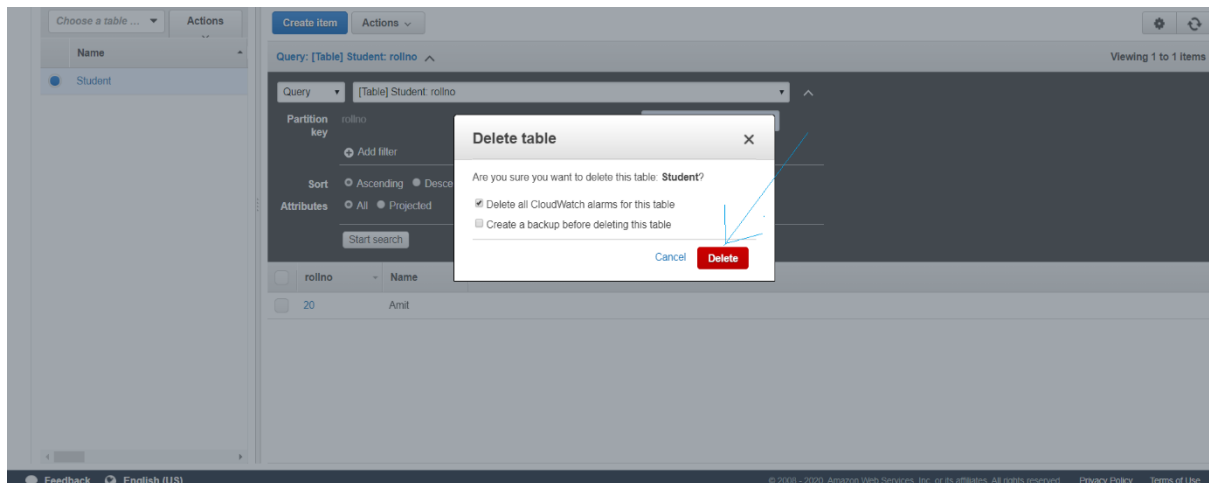 Choose a table ... Actions
Name
Student
Create item Actions
Query: [Table] Student: rollno Viewing 1 to 1 items
Query [Table] Student: rollno
Partition key rollno
Add filter
Sort Ascending Desce
Attributes All Projected
Start search
Delete table
Are you sure you want to delete this table: Student?
Delete all CloudWatch alarms for this table
Create a backup before deleting this table
Cancel Delete
rollno Name
20 Amit
Feedback English (US) © 2008 - 2020, Amazon Web Services, Inc. or its affiliates. All rights reserved. Privacy Policy Terms of Use